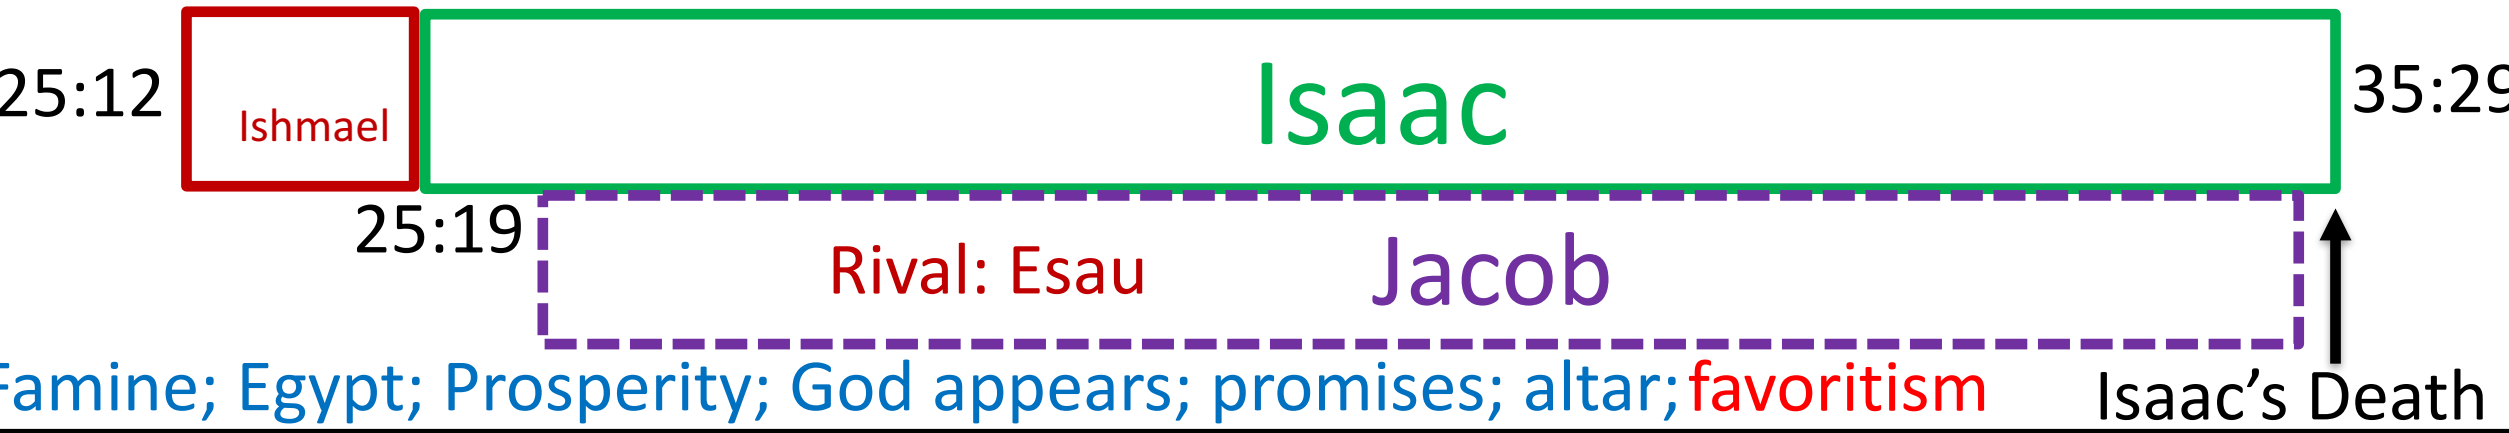 25:12
Ishmael
Isaac
35:29
25:19
Rival: Esau
Jacob
amine; Egypt; Prosperity; God appears; promises; altar; favoritism
Isaac's Death